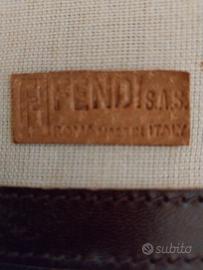 FENDI S.A.S.
ROMA MADE IN ITALY
subito